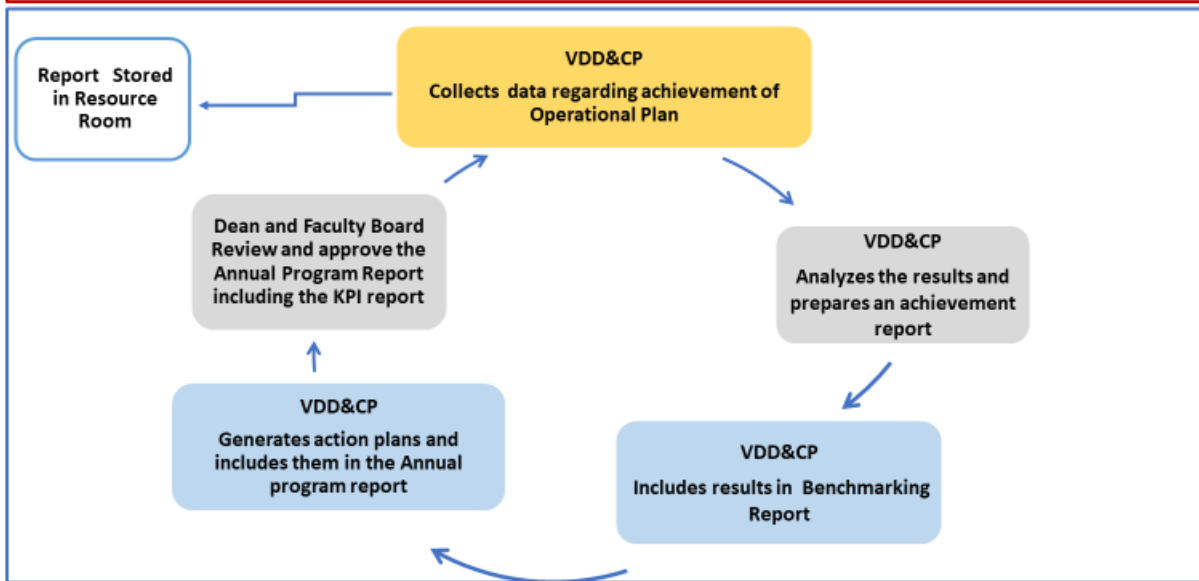 Report Stored
in Resource
Room
VDD&CP
Collects data regarding achievement of
Operational Plan
Dean and Faculty Board
Review and approve the
Annual Program Report
including the KPI report
VDD&CP
Analyzes the results and
prepares an achievement
report
VDD&CP
Generates action plans and
includes them in the Annual
program report
VDD&CP
Includes results in Benchmarking
Report